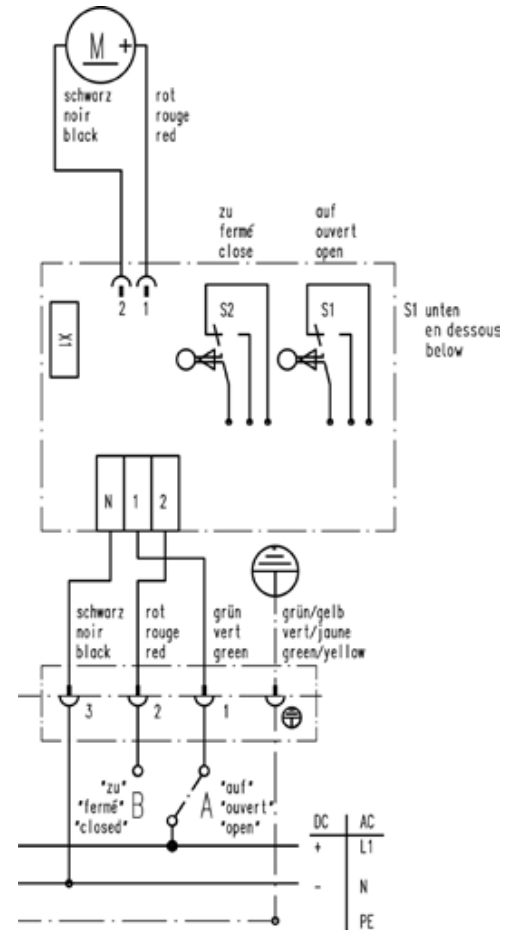 M +
schwarz
noir
black
rot
rouge
red
zu
fermé
close
auf
ouvert
open
2 1
X1
S2
S1
S1 unten
en dessous
below
N 1 2
schwarz
noir
black
rot
rouge
red
grün
vert
green
grün/gelb
vert/jaune
green/yellow
3 2 1
"zu"
"fermé"
"closed"
B
A
"auf"
"ouvert"
"open"
DC AC
+ L1
- N
PE